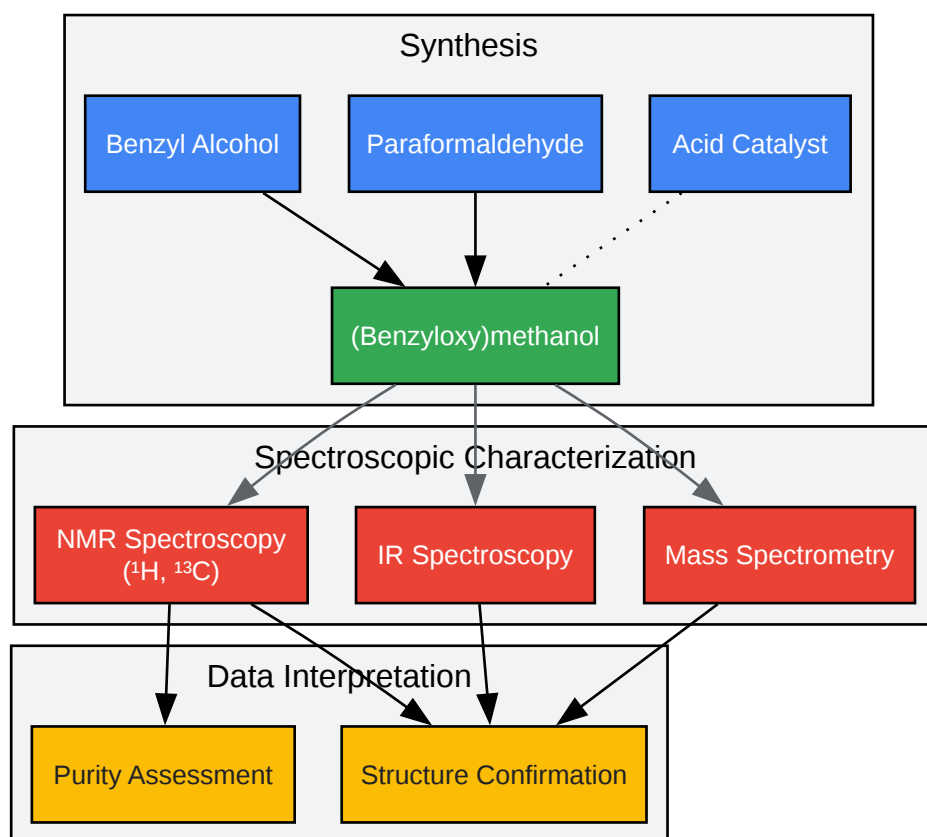 Synthesis
Benzyl Alcohol
Paraformaldehyde
Acid Catalyst
(Benzyloxy)methanol
Spectroscopic Characterization
NMR Spectroscopy
(¹H, ¹³C)
IR Spectroscopy
Mass Spectrometry
Data Interpretation
Purity Assessment
Structure Confirmation